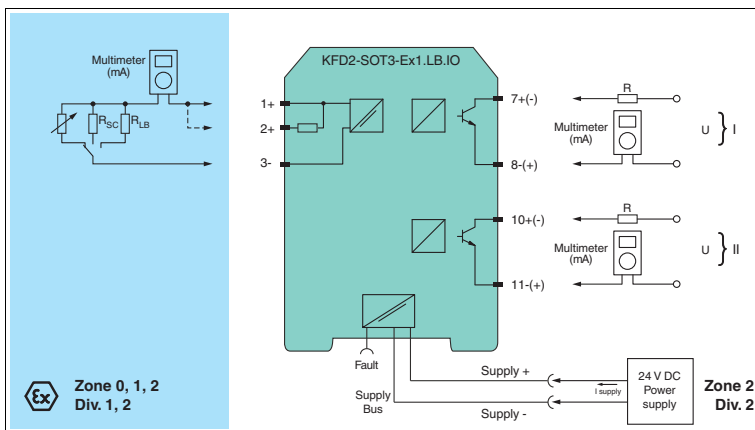 KFD2-SOT3-Ex1.LB.IO
Multimeter
(mA)
RSC
RLB
1+
2+
3-
7+(-)
8-(+)
10+(-)
11-(+)
R
Multimeter
(mA)
U
I
R
Multimeter
(mA)
U
II
Fault
Supply
Bus
Supply +
Supply -
I supply
24 V DC
Power
supply
Zone 2
Div. 2
Ex
Zone 0, 1, 2
Div. 1, 2